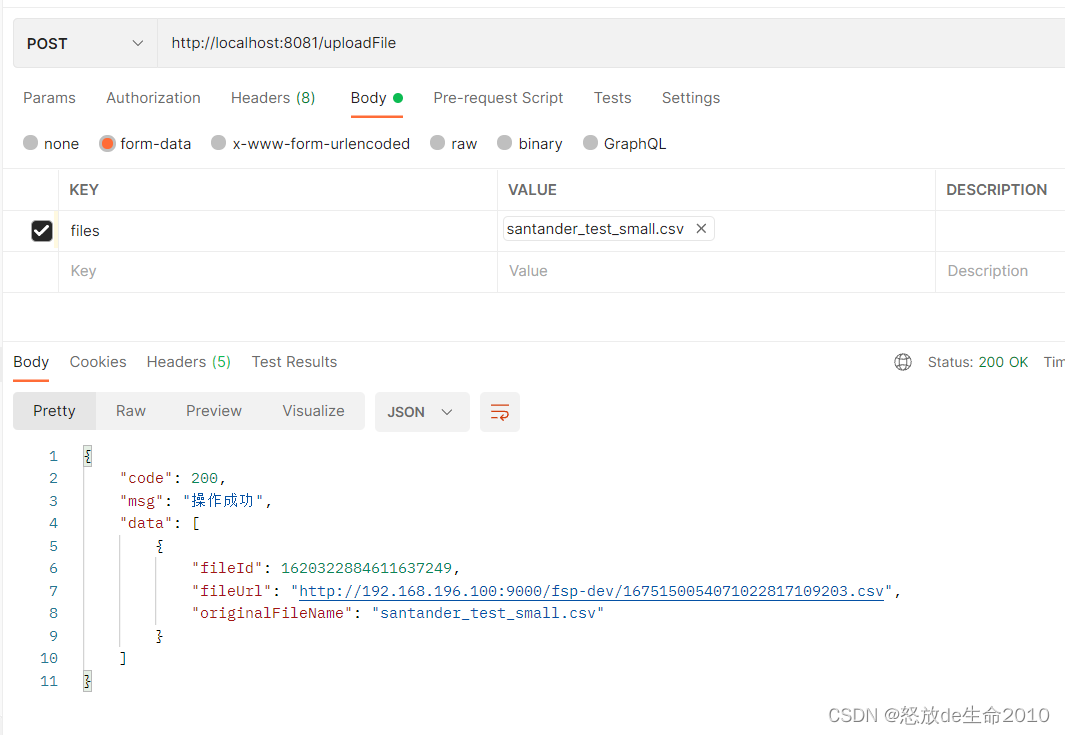 POST http://localhost:8081/uploadFile
Params Authorization Headers (8) Body Pre-request Script Tests Settings
none form-data x-www-form-urlencoded raw binary GraphQL
KEY VALUE DESCRIPTION
files santander_test_small.csv
Key Value Description
Body Cookies Headers (5) Test Results Status: 200 OK Tim
Pretty Raw Preview Visualize JSON
1 {
2 "code": 200,
3 "msg": "操作成功",
4 "data": [
5 {
6 "fileId": 1620322884611637249,
7 "fileUrl": "http://192.168.196.100:9000/fsp-dev/1675150054071022817109203.csv",
8 "originalFileName": "santander_test_small.csv"
9 }
10 ]
11 }
CSDN @怒放de生命2010